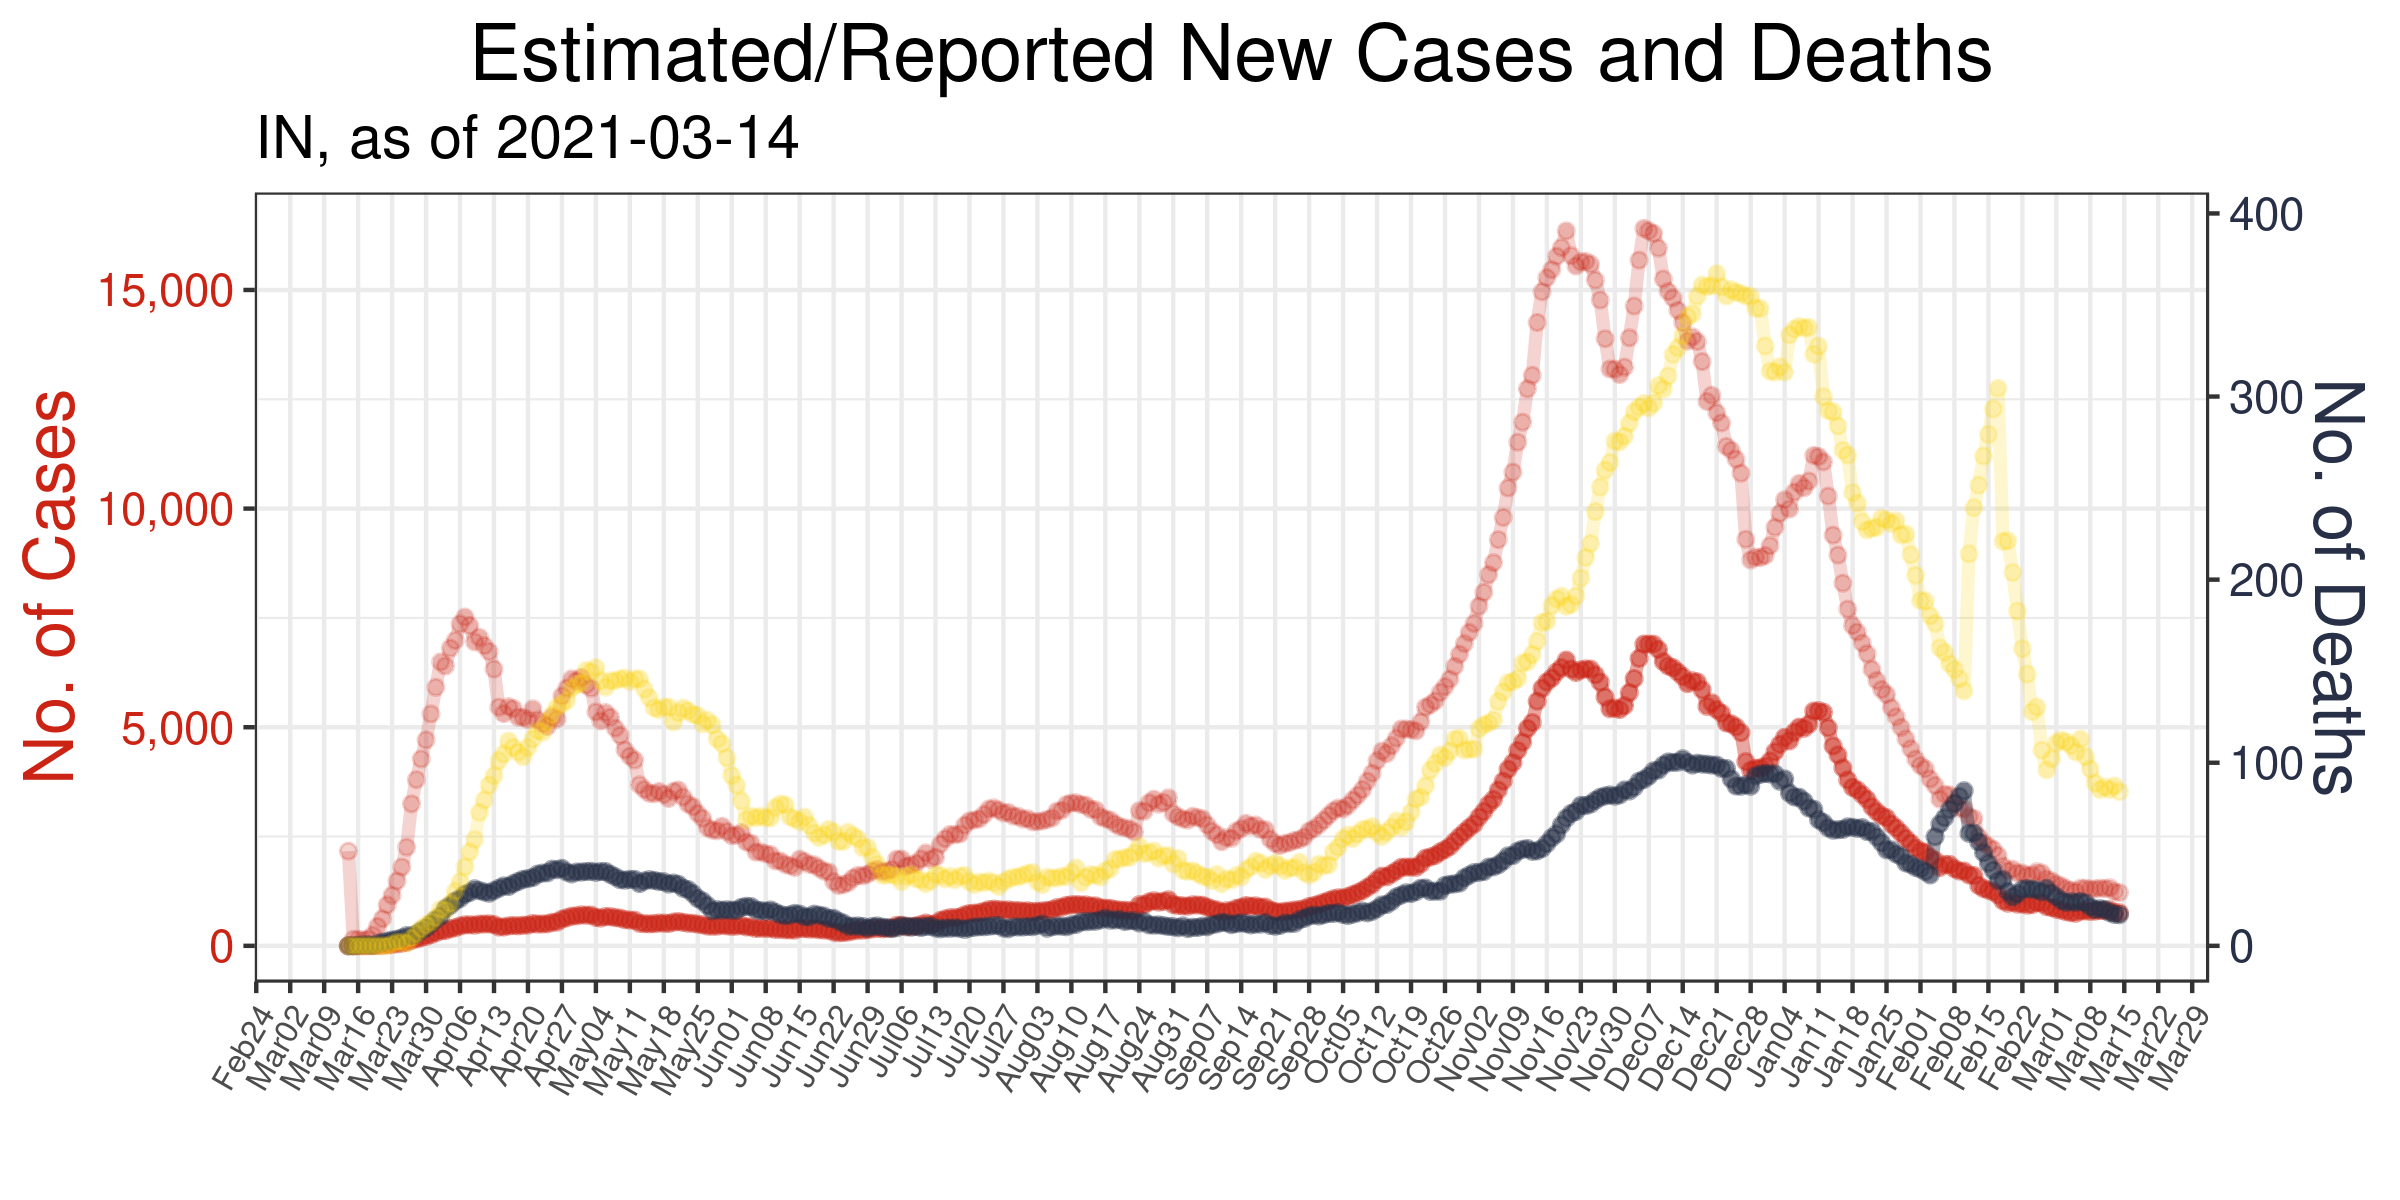 Estimated/Reported New Cases and Deaths
IN, as of 2021-03-14
No. of Cases
15,000
10,000
5,000
0
400
300
200
100
0
No. of Deaths
Feb24
Mar02
Mar09
Mar16
Mar23
Mar30
Apr06
Apr13
Apr20
Apr27
May04
May11
May18
May25
Jun01
Jun08
Jun15
Jun22
Jun29
Jul06
Jul13
Jul20
Jul27
Aug03
Aug10
Aug17
Aug24
Aug31
Sep07
Sep14
Sep21
Sep28
Oct05
Oct12
Oct19
Oct26
Nov02
Nov09
Nov16
Nov23
Nov30
Dec07
Dec14
Dec21
Dec28
Jan04
Jan11
Jan18
Jan25
Feb01
Feb08
Feb15
Feb22
Mar01
Mar08
Mar15
Mar22
Mar29